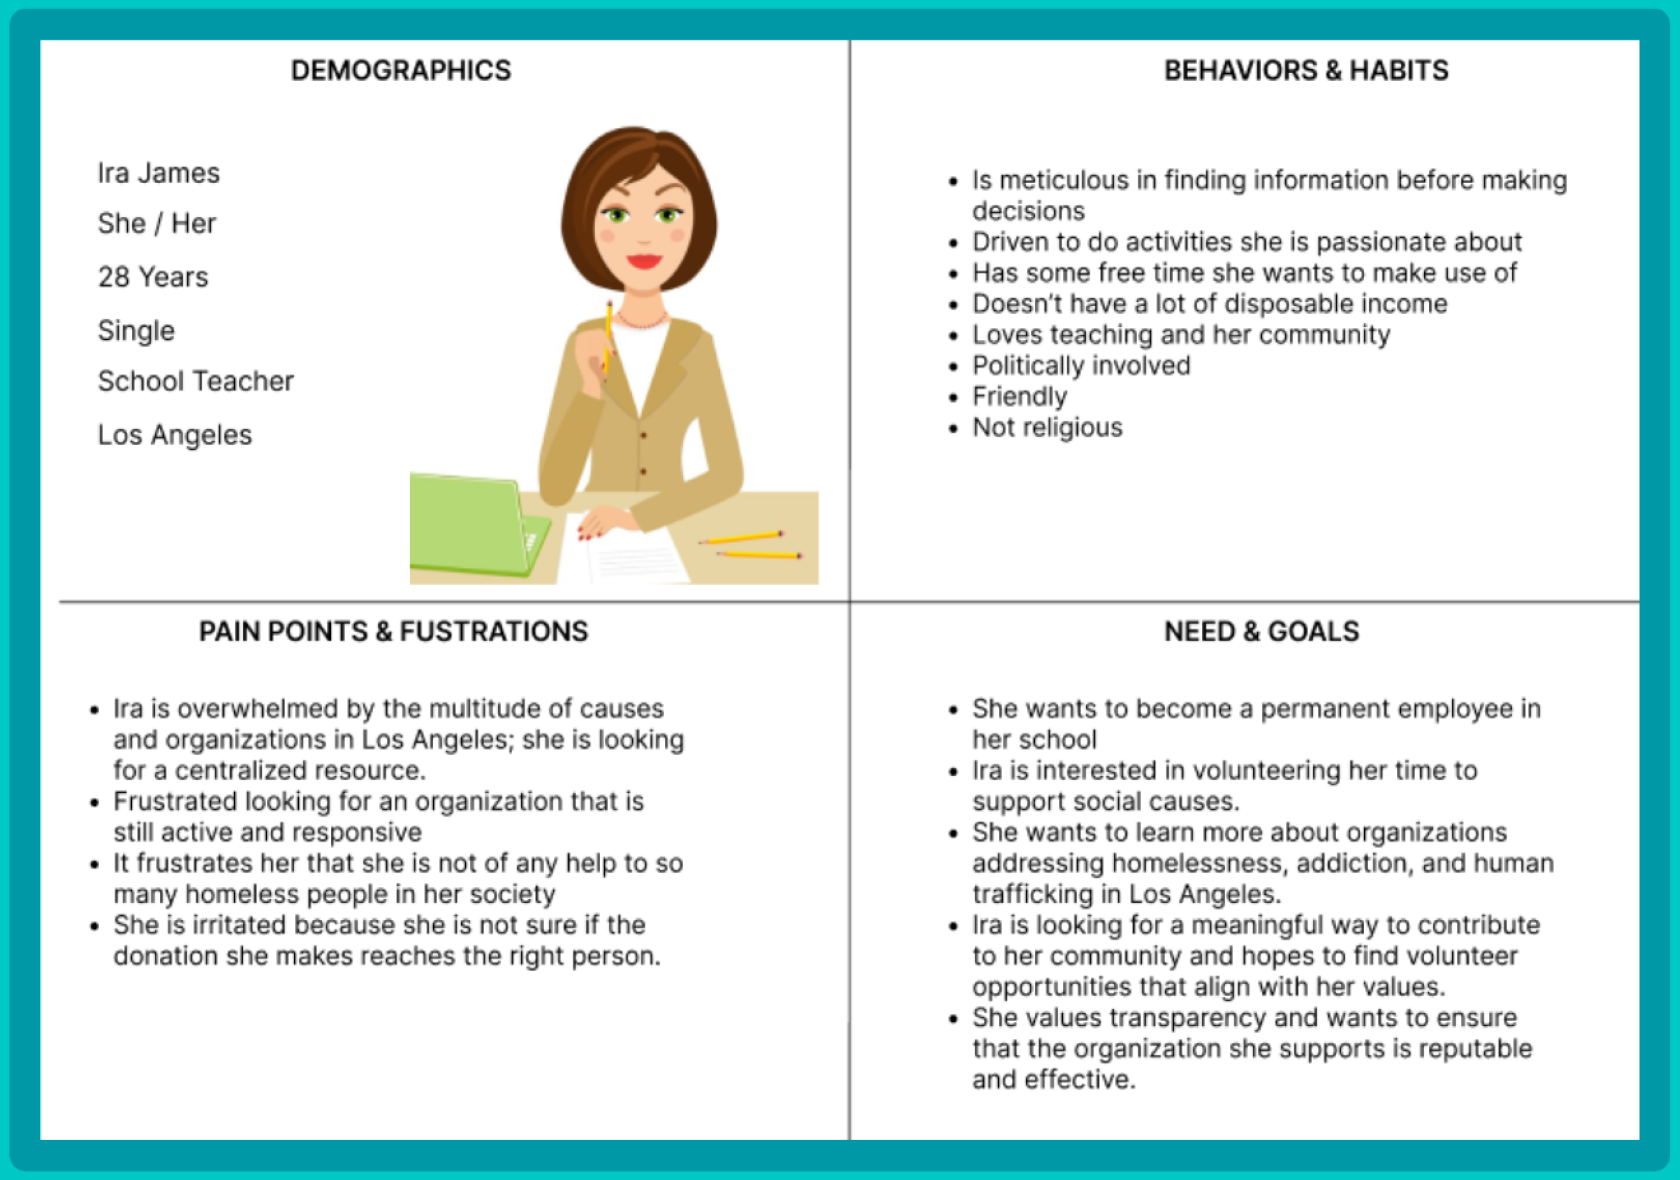 DEMOGRAPHICS
Ira James
She / Her
28 Years
Single
School Teacher
Los Angeles
BEHAVIORS & HABITS
• Is meticulous in finding information before making
decisions
• Driven to do activities she is passionate about
• Has some free time she wants to make use of
• Doesn’t have a lot of disposable income
• Loves teaching and her community
• Politically involved
• Friendly
• Not religious
PAIN POINTS & FUSTRATIONS
• Ira is overwhelmed by the multitude of causes
and organizations in Los Angeles; she is looking
for a centralized resource.
• Frustrated looking for an organization that is
still active and responsive
• It frustrates her that she is not of any help to so
many homeless people in her society
• She is irritated because she is not sure if the
donation she makes reaches the right person.
NEED & GOALS
• She wants to become a permanent employee in
her school
• Ira is interested in volunteering her time to
support social causes.
• She wants to learn more about organizations
addressing homelessness, addiction, and human
trafficking in Los Angeles.
• Ira is looking for a meaningful way to contribute
to her community and hopes to find volunteer
opportunities that align with her values.
• She values transparency and wants to ensure
that the organization she supports is reputable
and effective.